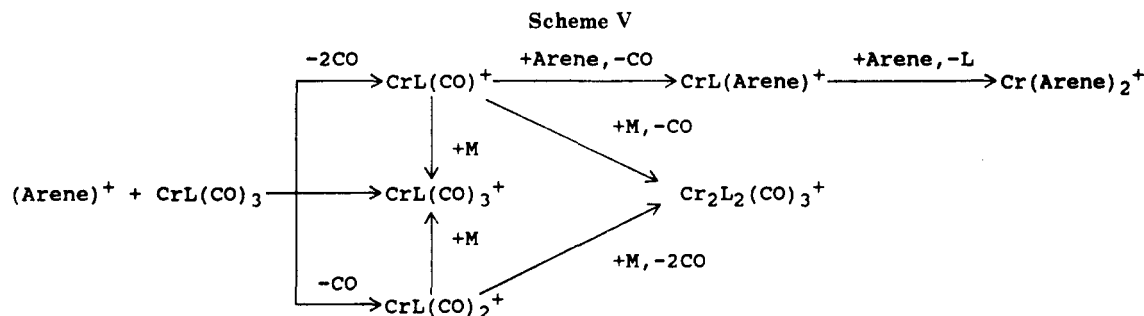 Scheme V
-2CO CrL(CO)⁺ +Arene,-CO CrL(Arene)⁺ +Arene,-L Cr(Arene)₂⁺
+M +M,-CO
(Arene)⁺ + CrL(CO)₃ CrL(CO)₃⁺ Cr₂L₂(CO)₃⁺
+M +M,-2CO
-CO CrL(CO)₂⁺